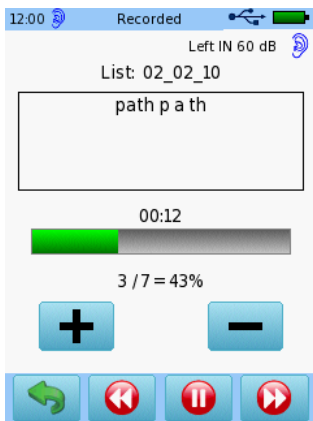 12:00 Recorded
Left IN 60 dB
List: 02_02_10
path p a th
00:12
3 / 7 = 43%